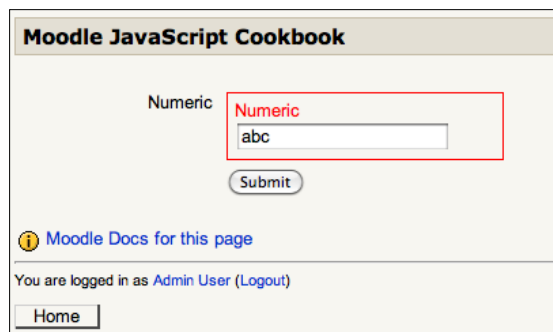 Moodle JavaScript Cookbook
Numeric
Numeric
abc
Submit
i Moodle Docs for this page
You are logged in as Admin User (Logout)
Home